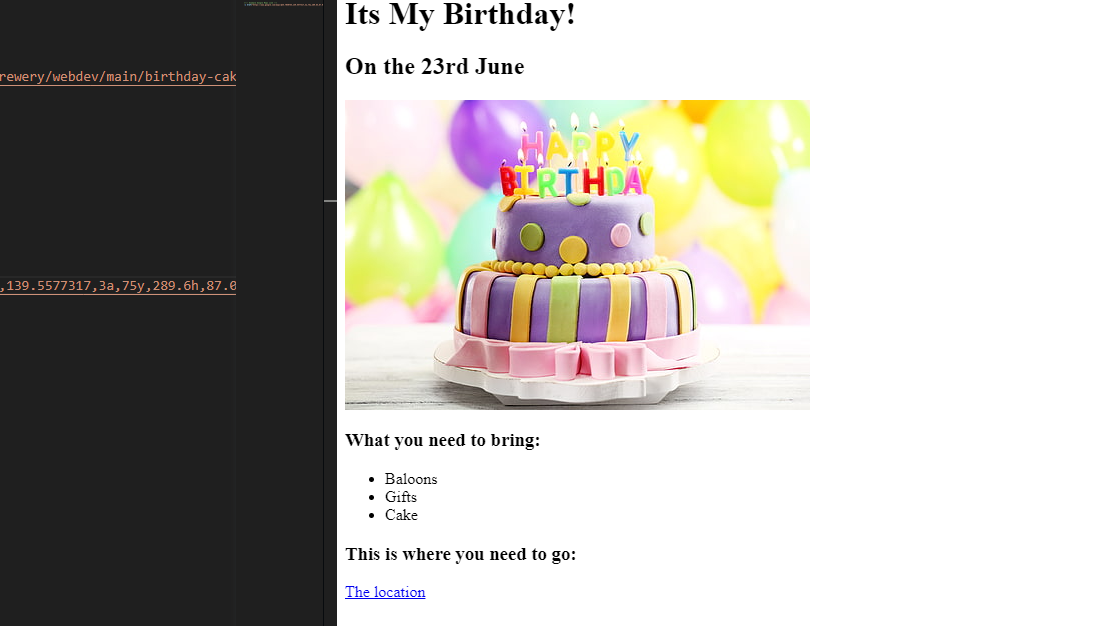 Its My Birthday!
rewery/webdev/main/birthday-cak
On the 23rd June
HAPPY
BIRTHDAY
,139.5577317,3a,75y,289.6h,87.0
What you need to bring:
Baloons
Gifts
Cake
This is where you need to go:
The location